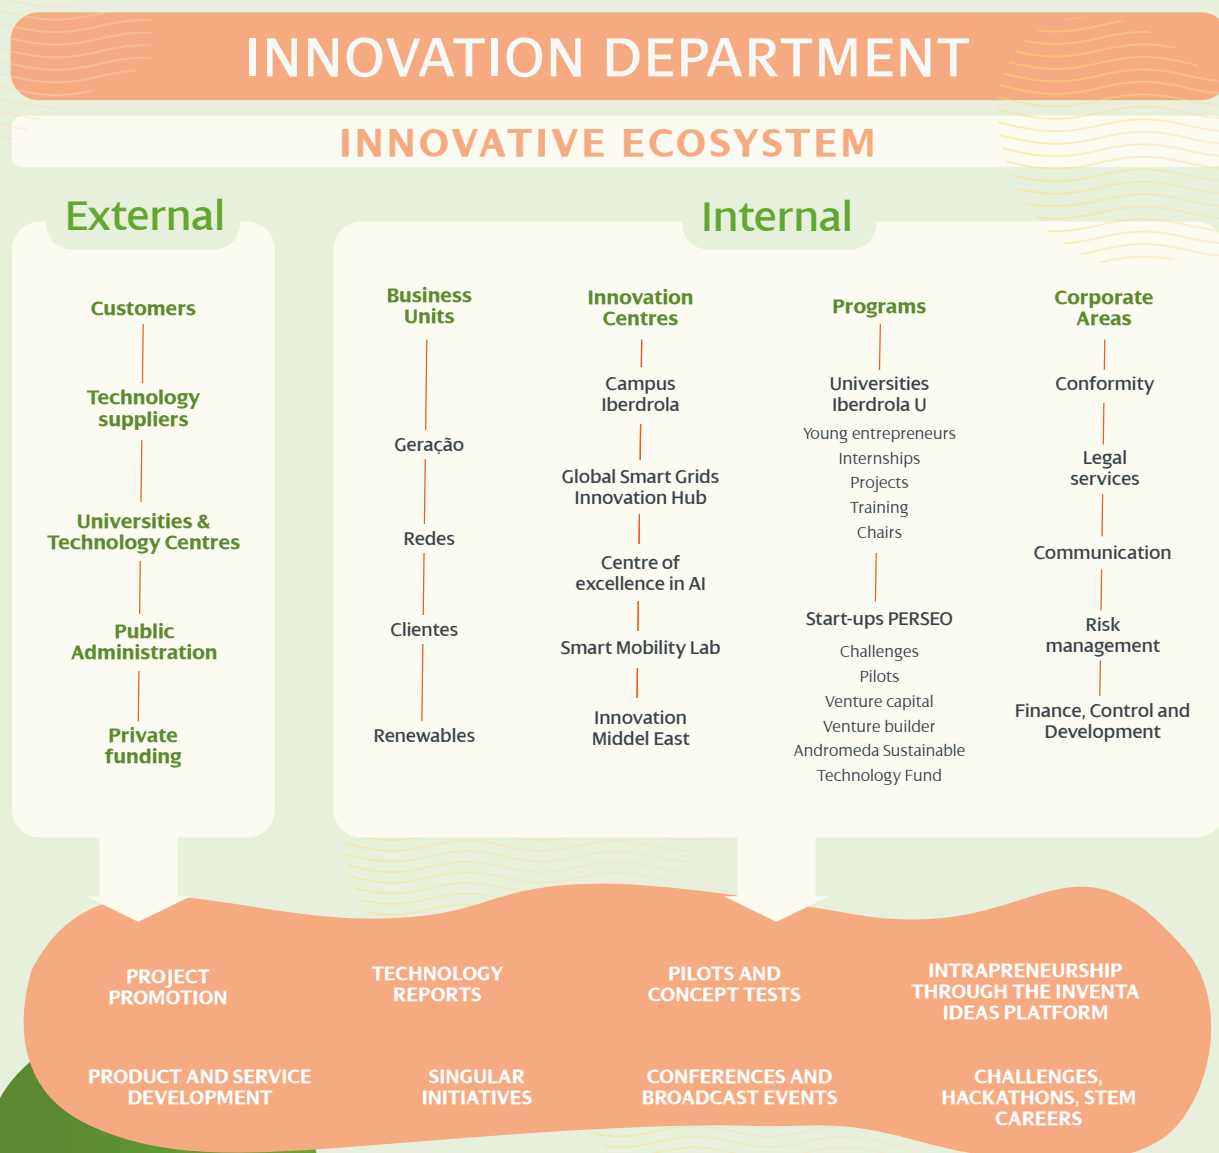 INNOVATION DEPARTMENT
INNOVATIVE ECOSYSTEM
External
Customers
Technology
suppliers
Universities &
Technology Centres
Public
Administration
Private
funding
Internal
Business
Units
Geração
Redes
Clientes
Renewables
Innovation
Centres
Campus
Iberdrola
Global Smart Grids
Innovation Hub
Centre of
excellence in AI
Smart Mobility Lab
Innovation
Middel East
Programs
Universities
Iberdrola U
Young entrepreneurs
Internships
Projects
Training
Chairs
Start-ups PERSEO
Challenges
Pilots
Venture capital
Venture builder
Andromeda Sustainable
Technology Fund
Corporate
Areas
Conformity
Legal
services
Communication
Risk
management
Finance, Control and
Development
PROJECT
PROMOTION
TECHNOLOGY
REPORTS
PILOTS AND
CONCEPT TESTS
INTRAPRENEURSHIP
THROUGH THE INVENTA
IDEAS PLATFORM
PRODUCT AND SERVICE
DEVELOPMENT
SINGULAR
INITIATIVES
CONFERENCES AND
BROADCAST EVENTS
CHALLENGES,
HACKATHONS, STEM
CAREERS